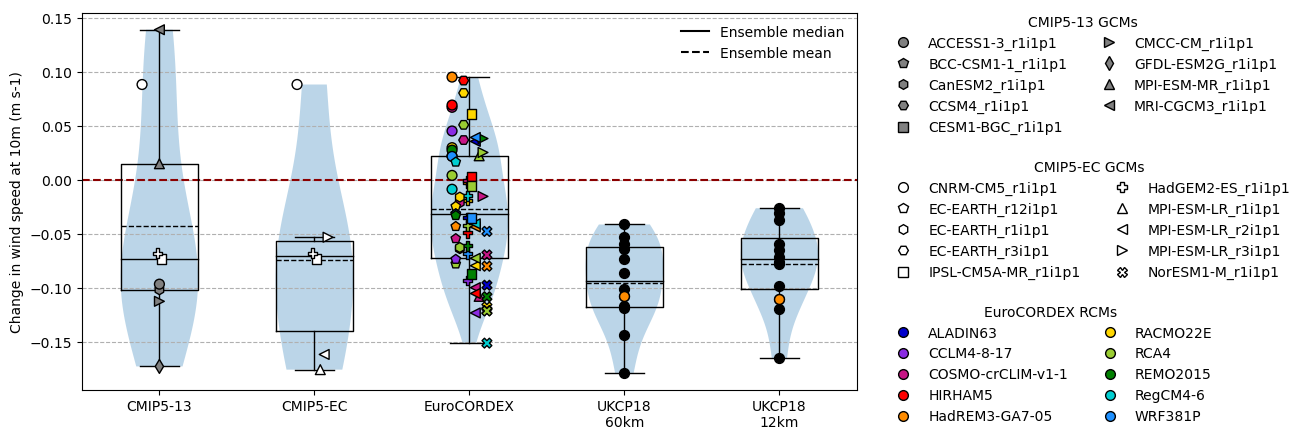 Change in wind speed at 10m (m s-1)
0.15
0.10
0.05
0.00
−0.05
−0.10
−0.15
Ensemble median
Ensemble mean
CMIP5-13
CMIP5-EC
EuroCORDEX
UKCP18
60km
UKCP18
12km
CMIP5-13 GCMs
ACCESS1-3_r1i1p1
BCC-CSM1-1_r1i1p1
CanESM2_r1i1p1
CCSM4_r1i1p1
CESM1-BGC_r1i1p1
CMCC-CM_r1i1p1
GFDL-ESM2G_r1i1p1
MPI-ESM-MR_r1i1p1
MRI-CGCM3_r1i1p1
CMIP5-EC GCMs
CNRM-CM5_r1i1p1
EC-EARTH_r12i1p1
EC-EARTH_r1i1p1
EC-EARTH_r3i1p1
IPSL-CM5A-MR_r1i1p1
HadGEM2-ES_r1i1p1
MPI-ESM-LR_r1i1p1
MPI-ESM-LR_r2i1p1
MPI-ESM-LR_r3i1p1
NorESM1-M_r1i1p1
EuroCORDEX RCMs
ALADIN63
CCLM4-8-17
COSMO-crCLIM-v1-1
HIRHAM5
HadREM3-GA7-05
RACMO22E
RCA4
REMO2015
RegCM4-6
WRF381P